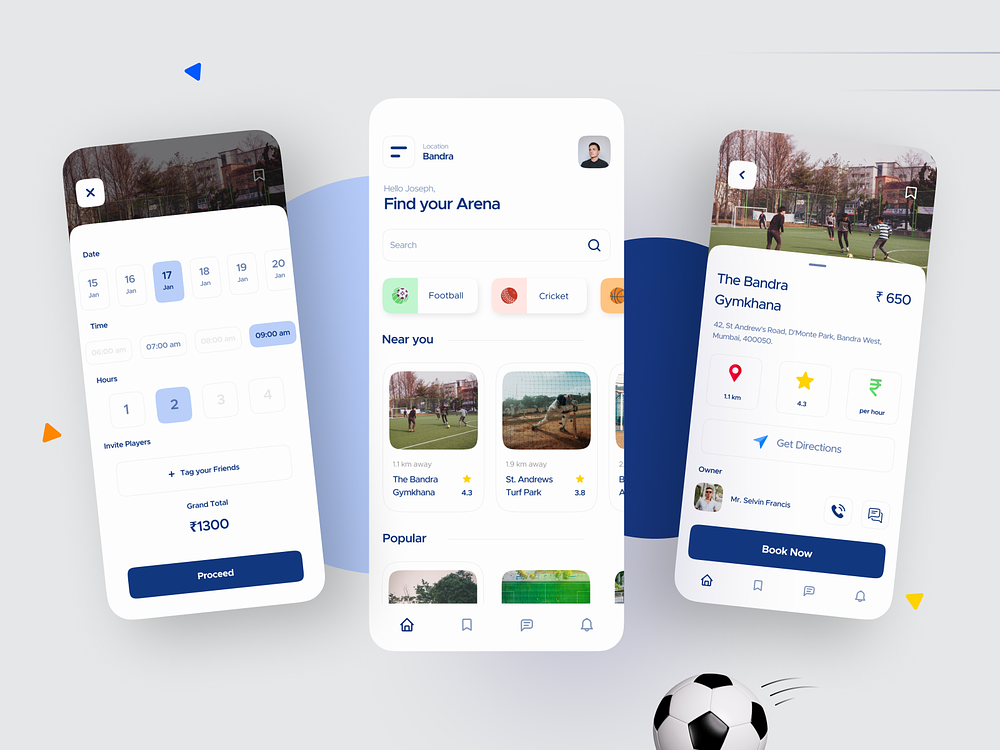 Date
15
Jan
16
Jan
17
Jan
18
Jan
19
Jan
20
Jan
Time
06:00 am
07:00 am
08:00 am
09:00 am
Hours
1
2
3
4
Invite Players
+ Tag your Friends
Grand Total
₹1300
Proceed
Location
Bandra
Hello Joseph,
Find your Arena
Search
Football
Cricket
Near you
1.1 km away
The Bandra
Gymkhana
4.3
1.9 km away
St. Andrews
Turf Park
3.8
2.
B
A
Popular
The Bandra
Gymkhana
₹ 650
42, St Andrew's Road, D'Monte Park, Bandra West,
Mumbai, 400050.
1.1 km
4.3
₹
per hour
Get Directions
Owner
Mr. Selvin Francis
Book Now